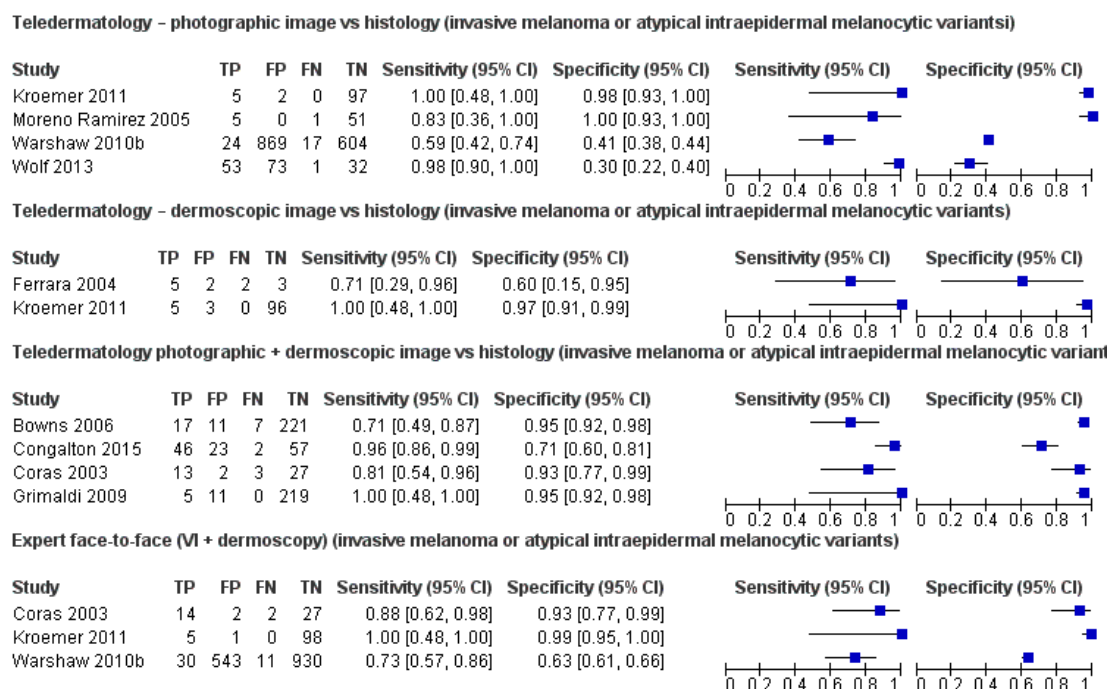 Teledermatology – photographic image vs histology (invasive melanoma or atypical intraepidermal melanocytic variantsi)
Study TP FP FN TN Sensitivity (95% CI) Specificity (95% CI) Sensitivity (95% CI) Specificity (95% CI)
Kroemer 2011 5 2 0 97 1.00 [0.48, 1.00] 0.98 [0.93, 1.00]
Moreno Ramirez 2005 5 0 1 51 0.83 [0.36, 1.00] 1.00 [0.93, 1.00]
Warshaw 2010b 24 869 17 604 0.59 [0.42, 0.74] 0.41 [0.38, 0.44]
Wolf 2013 53 73 1 32 0.98 [0.90, 1.00] 0.30 [0.22, 0.40]
0 0.2 0.4 0.6 0.8 1 0 0.2 0.4 0.6 0.8 1
Teledermatology – dermoscopic image vs histology (invasive melanoma or atypical intraepidermal melanocytic variants)
Study TP FP FN TN Sensitivity (95% CI) Specificity (95% CI) Sensitivity (95% CI) Specificity (95% CI)
Ferrara 2004 5 2 2 3 0.71 [0.29, 0.96] 0.60 [0.15, 0.95]
Kroemer 2011 5 3 0 96 1.00 [0.48, 1.00] 0.97 [0.91, 0.99]
0 0.2 0.4 0.6 0.8 1 0 0.2 0.4 0.6 0.8 1
Teledermatology photographic + dermoscopic image vs histology (invasive melanoma or atypical intraepidermal melanocytic variant
Study TP FP FN TN Sensitivity (95% CI) Specificity (95% CI) Sensitivity (95% CI) Specificity (95% CI)
Bowns 2006 17 11 7 221 0.71 [0.49, 0.87] 0.95 [0.92, 0.98]
Congalton 2015 46 23 2 57 0.96 [0.86, 0.99] 0.71 [0.60, 0.81]
Coras 2003 13 2 3 27 0.81 [0.54, 0.96] 0.93 [0.77, 0.99]
Grimaldi 2009 5 11 0 219 1.00 [0.48, 1.00] 0.95 [0.92, 0.98]
0 0.2 0.4 0.6 0.8 1 0 0.2 0.4 0.6 0.8 1
Expert face-to-face (VI + dermoscopy) (invasive melanoma or atypical intraepidermal melanocytic variants)
Study TP FP FN TN Sensitivity (95% CI) Specificity (95% CI) Sensitivity (95% CI) Specificity (95% CI)
Coras 2003 14 2 2 27 0.88 [0.62, 0.98] 0.93 [0.77, 0.99]
Kroemer 2011 5 1 0 98 1.00 [0.48, 1.00] 0.99 [0.95, 1.00]
Warshaw 2010b 30 543 11 930 0.73 [0.57, 0.86] 0.63 [0.61, 0.66]
0 0.2 0.4 0.6 0.8 1 0 0.2 0.4 0.6 0.8 1